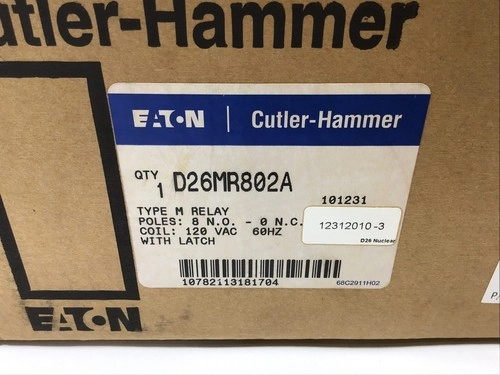 Cutler-Hammer
EATON | Cutler-Hammer
QTY
1 D26MR802A
101231
TYPE M RELAY
POLES: 8 N.O. - 0 N.C.
COIL: 120 VAC 60HZ
WITH LATCH
12312010-3
D26 Nuclear
10782113181704
68C2911H02
EATON